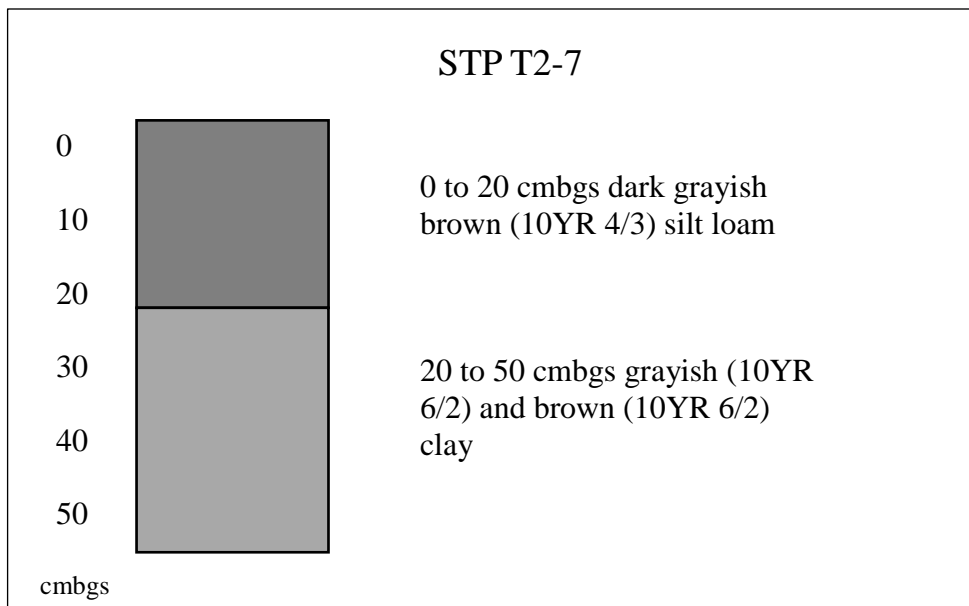 STP T2-7
0
10
20
30
40
50
cmbgs
0 to 20 cmbgs dark grayish
brown (10YR 4/3) silt loam
20 to 50 cmbgs grayish (10YR
6/2) and brown (10YR 6/2)
clay